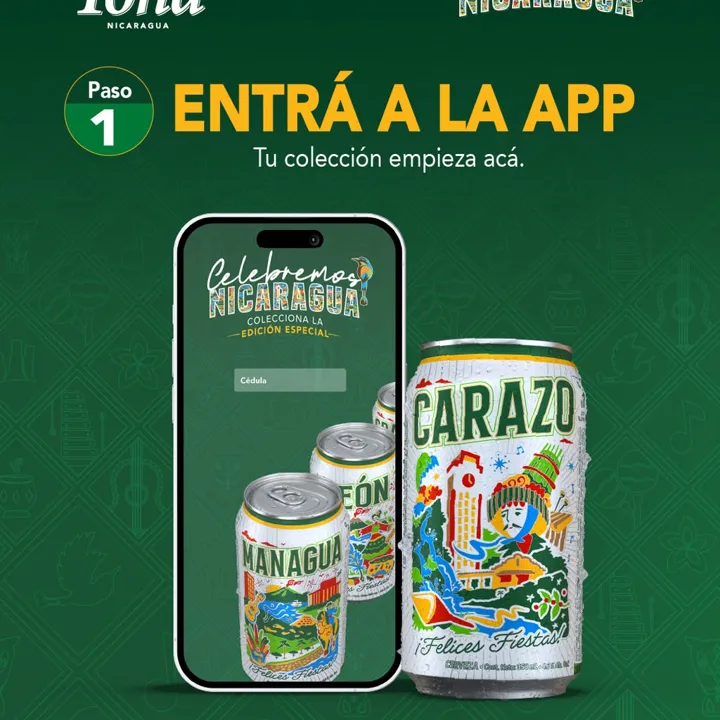 Toña
NICARAGUA
NICARAGUA
Paso
1
ENTRÁ A LA APP
Tu colección empieza acá.
Celebremos
NICARAGUA
COLECCIONA LA
EDICIÓN ESPECIAL
Cédula
CARAZO
EÓN
MANAGUA
¡Felices Fiestas!
¡Felices Fiestas!